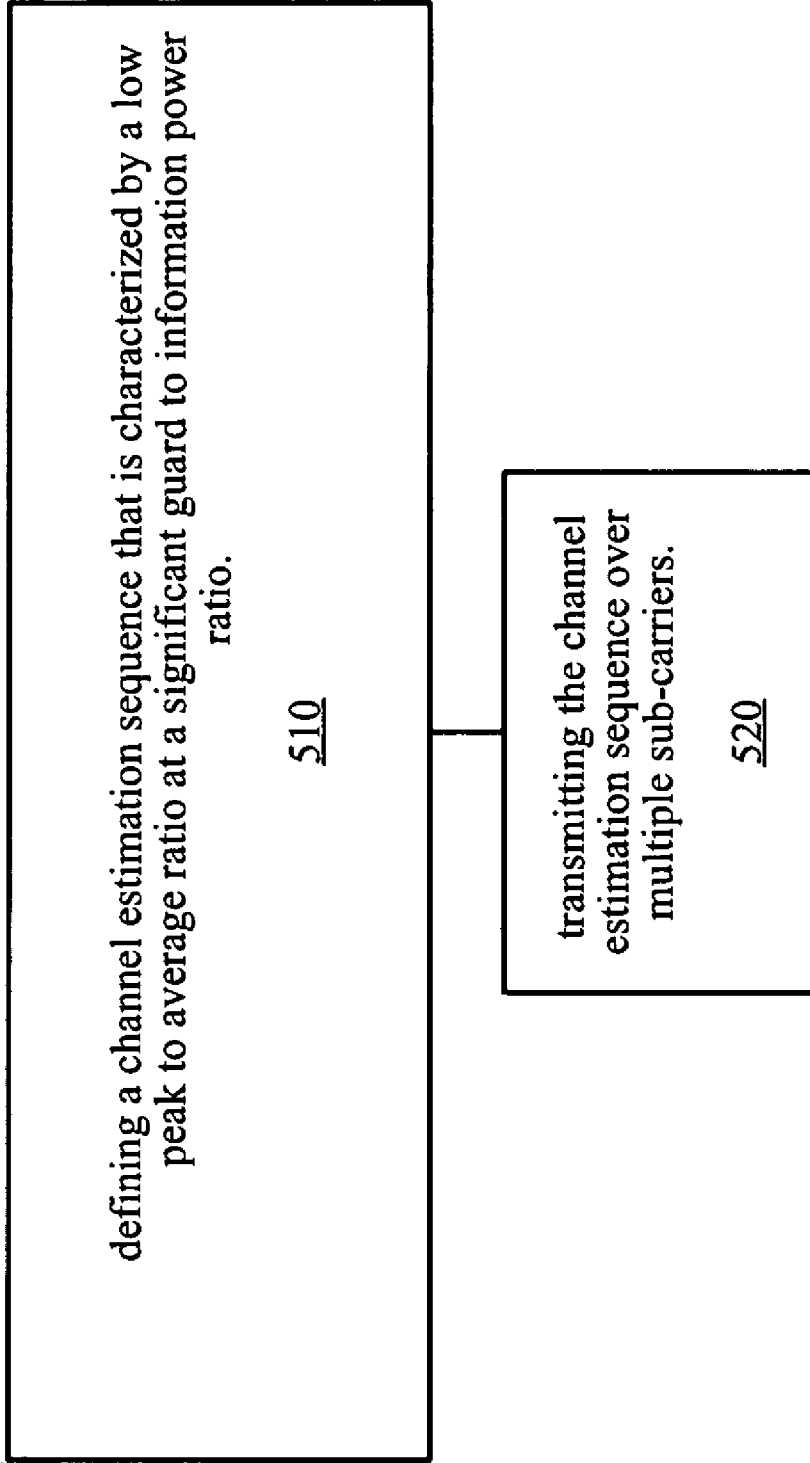 defining a channel estimation sequence that is characterized by a low
peak to average ratio at a significant guard to information power
ratio.
510
transmitting the channel
estimation sequence over
multiple sub-carriers.
520